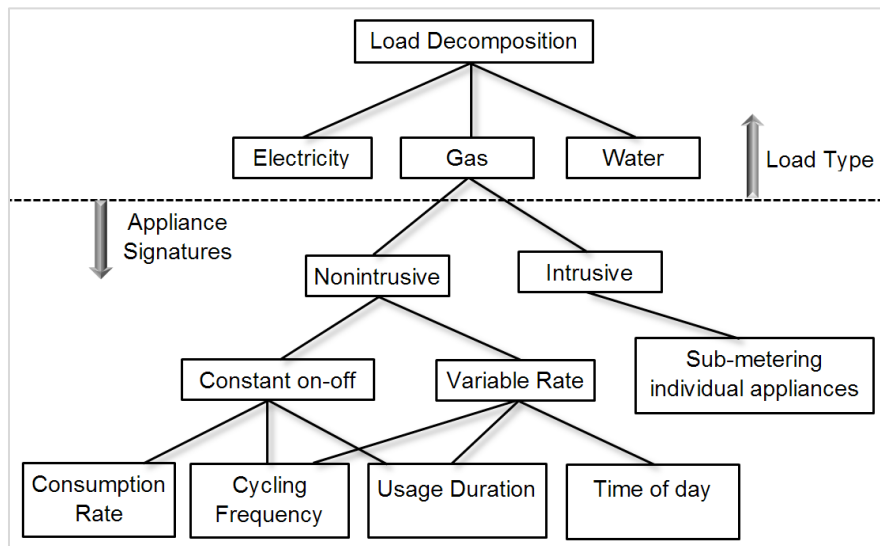 Load Decomposition
Electricity
Gas
Water
Load Type
Appliance
Signatures
Nonintrusive
Intrusive
Constant on-off
Variable Rate
Sub-metering
individual appliances
Consumption
Rate
Cycling
Frequency
Usage Duration
Time of day